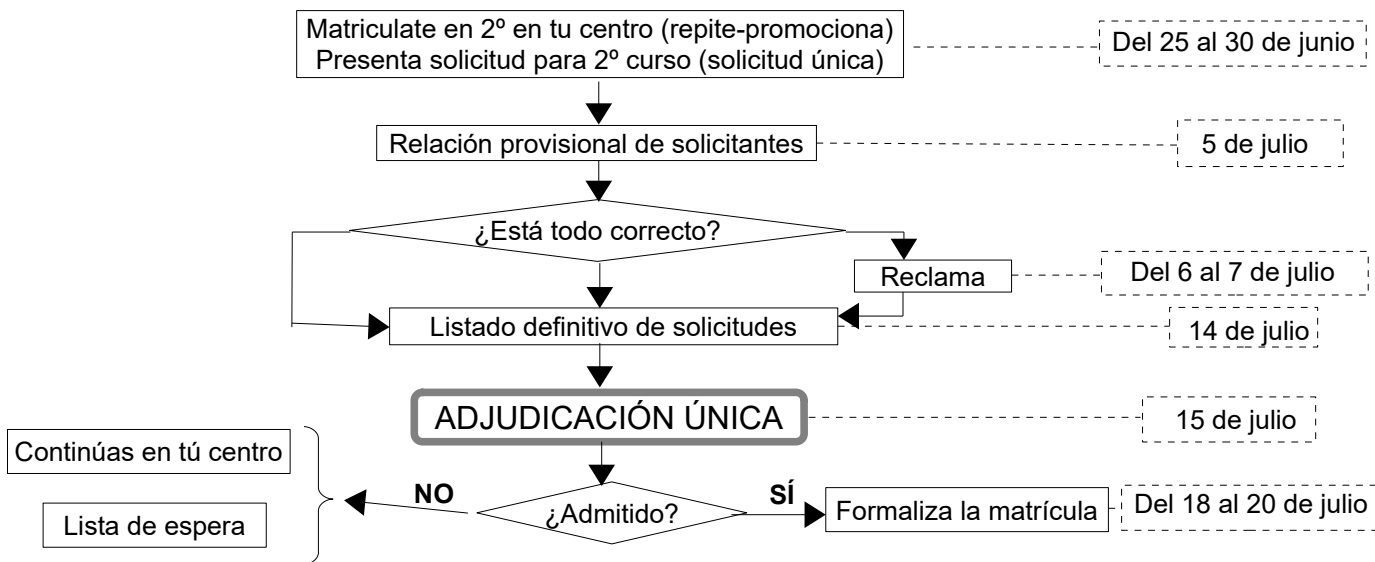 Matriculate en 2º en tu centro (repite-promociona)
Presenta solicitud para 2º curso (solicitud única)
Del 25 al 30 de junio
Relación provisional de solicitantes
5 de julio
¿Está todo correcto?
Reclama
Del 6 al 7 de julio
Listado definitivo de solicitudes
14 de julio
ADJUDICACIÓN ÚNICA
15 de julio
Continúas en tú centro
Lista de espera
NO
¿Admitido?
SÍ
Formaliza la matrícula
Del 18 al 20 de julio